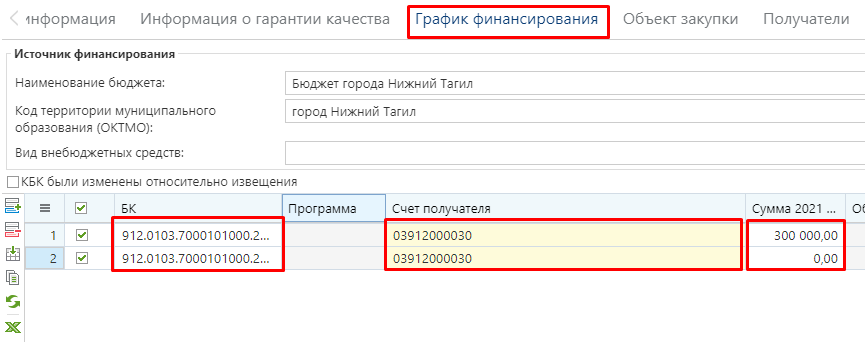 информация Информация о гарантии качества График финансирования Объект закупки Получатели
Источник финансирования
Наименование бюджета: Бюджет города Нижний Тагил
Код территории муниципального
образования (ОКТМО): город Нижний Тагил
Вид внебюджетных средств:
КБК были изменены относительно извещения
БК Программа Счет получателя Сумма 2021 ... Об
1 912.0103.7000101000.2... 03912000030 300 000,00
2 912.0103.7000101000.2... 03912000030 0,00